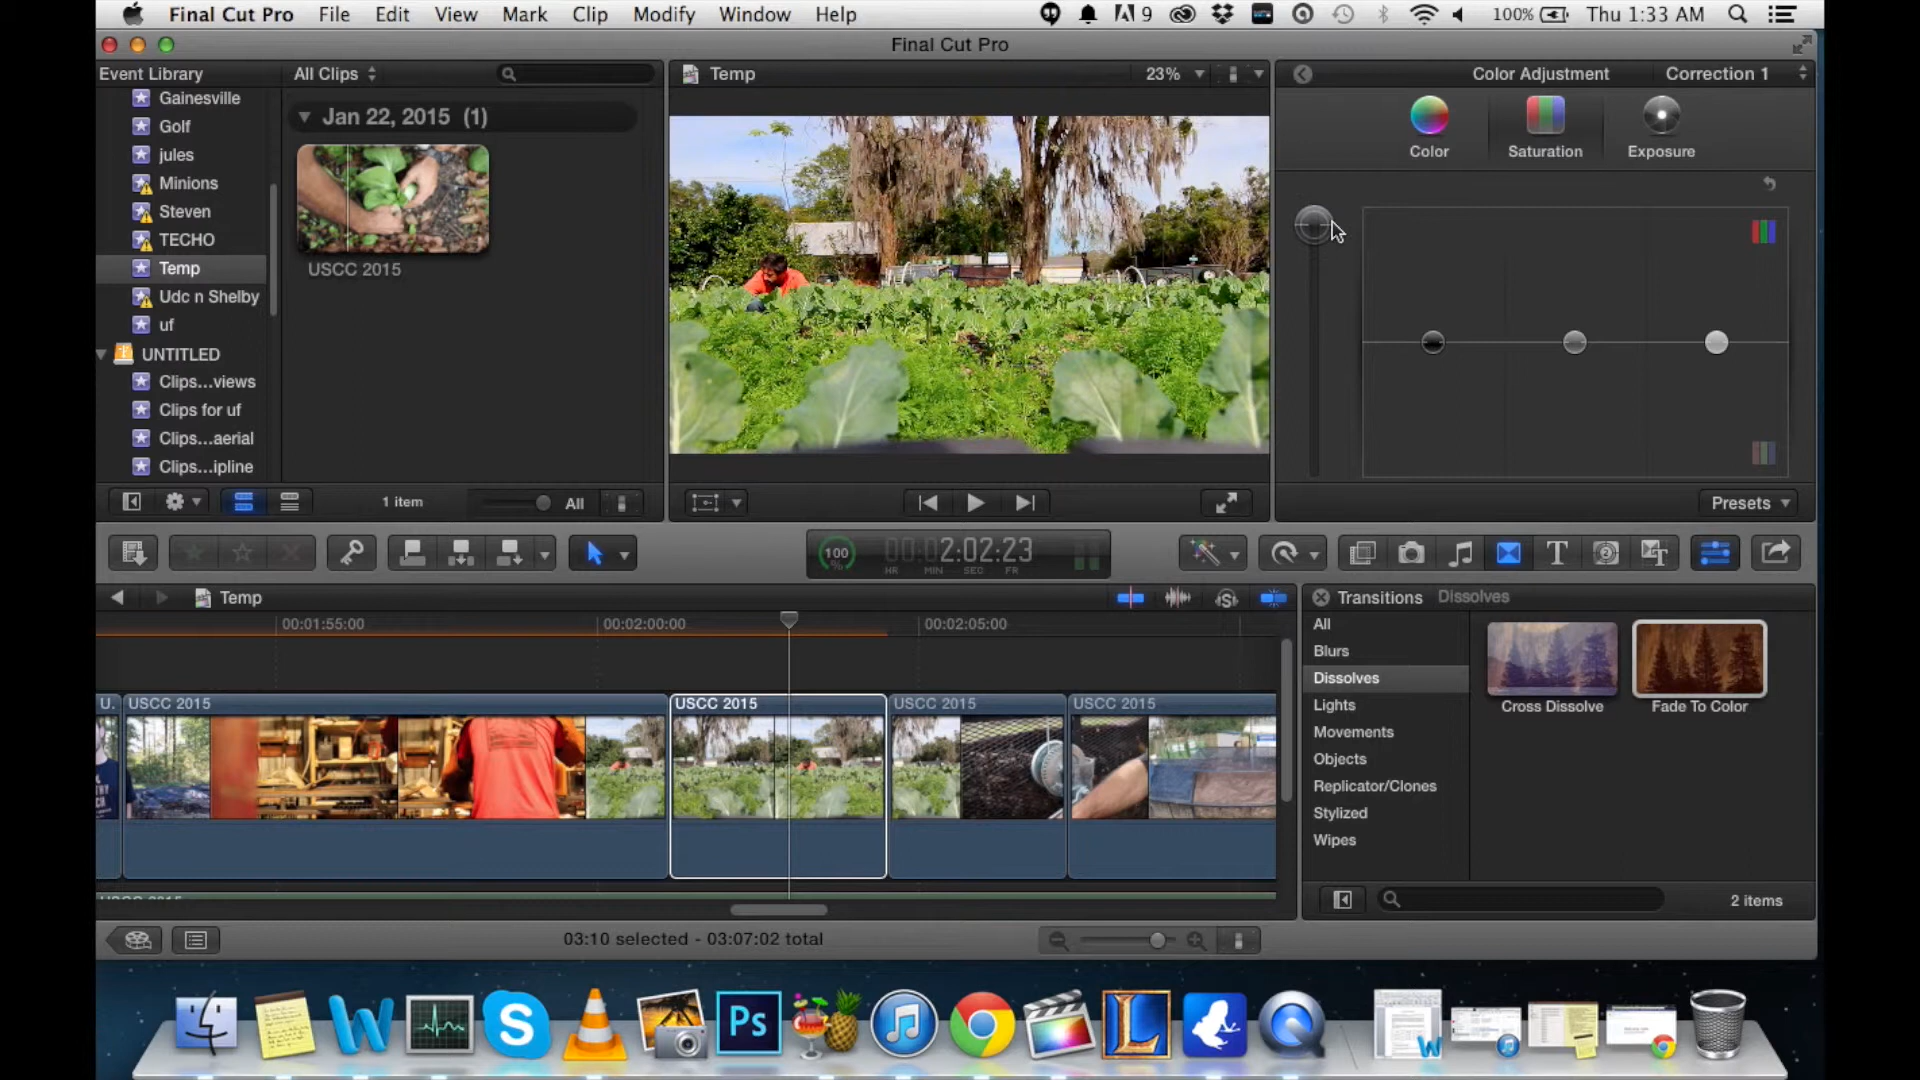 Final Cut Pro File Edit View Mark Clip Modify Window Help 9 100% Thu 1:33 AM
Final Cut Pro
Event Library All Clips Temp 23% Color Adjustment Correction 1
Gainesville
Golf
jules
Minions
Steven
TECHO
Temp
Udc n Shelby
uf
UNTITLED
Clips...views
Clips for uf
Clips...aerial
Clips...ipline
Jan 22, 2015 (1)
USCC 2015
Color Saturation Exposure
1 item All Presets
100 % 2:02:23
HR MIN SEC FR
Temp
00:01:55:00 00:02:00:00 00:02:05:00
U. USCC 2015 USCC 2015 USCC 2015 USCC 2015
USCC 2015
Transitions Dissolves
All
Blurs
Dissolves
Lights
Movements
Objects
Replicator/Clones
Stylized
Wipes
Cross Dissolve Fade To Color
2 items
03:10 selected - 03:07:02 total
W S Ps L W